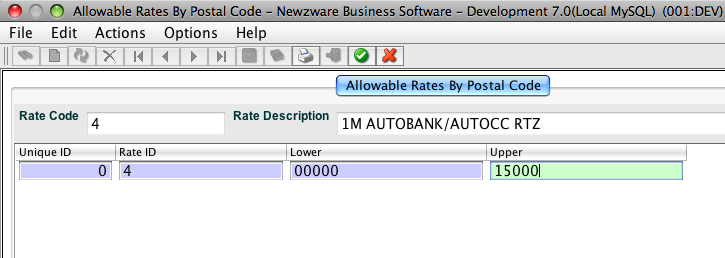 Allowable Rates By Postal Code - Newzware Business Software - Development 7.0(Local MySQL) (001:DEV)
File Edit Actions Options Help
Allowable Rates By Postal Code
Rate Code 4 Rate Description 1M AUTOBANK/AUTOCC RTZ
Unique ID Rate ID Lower Upper
0 4 00000 15000